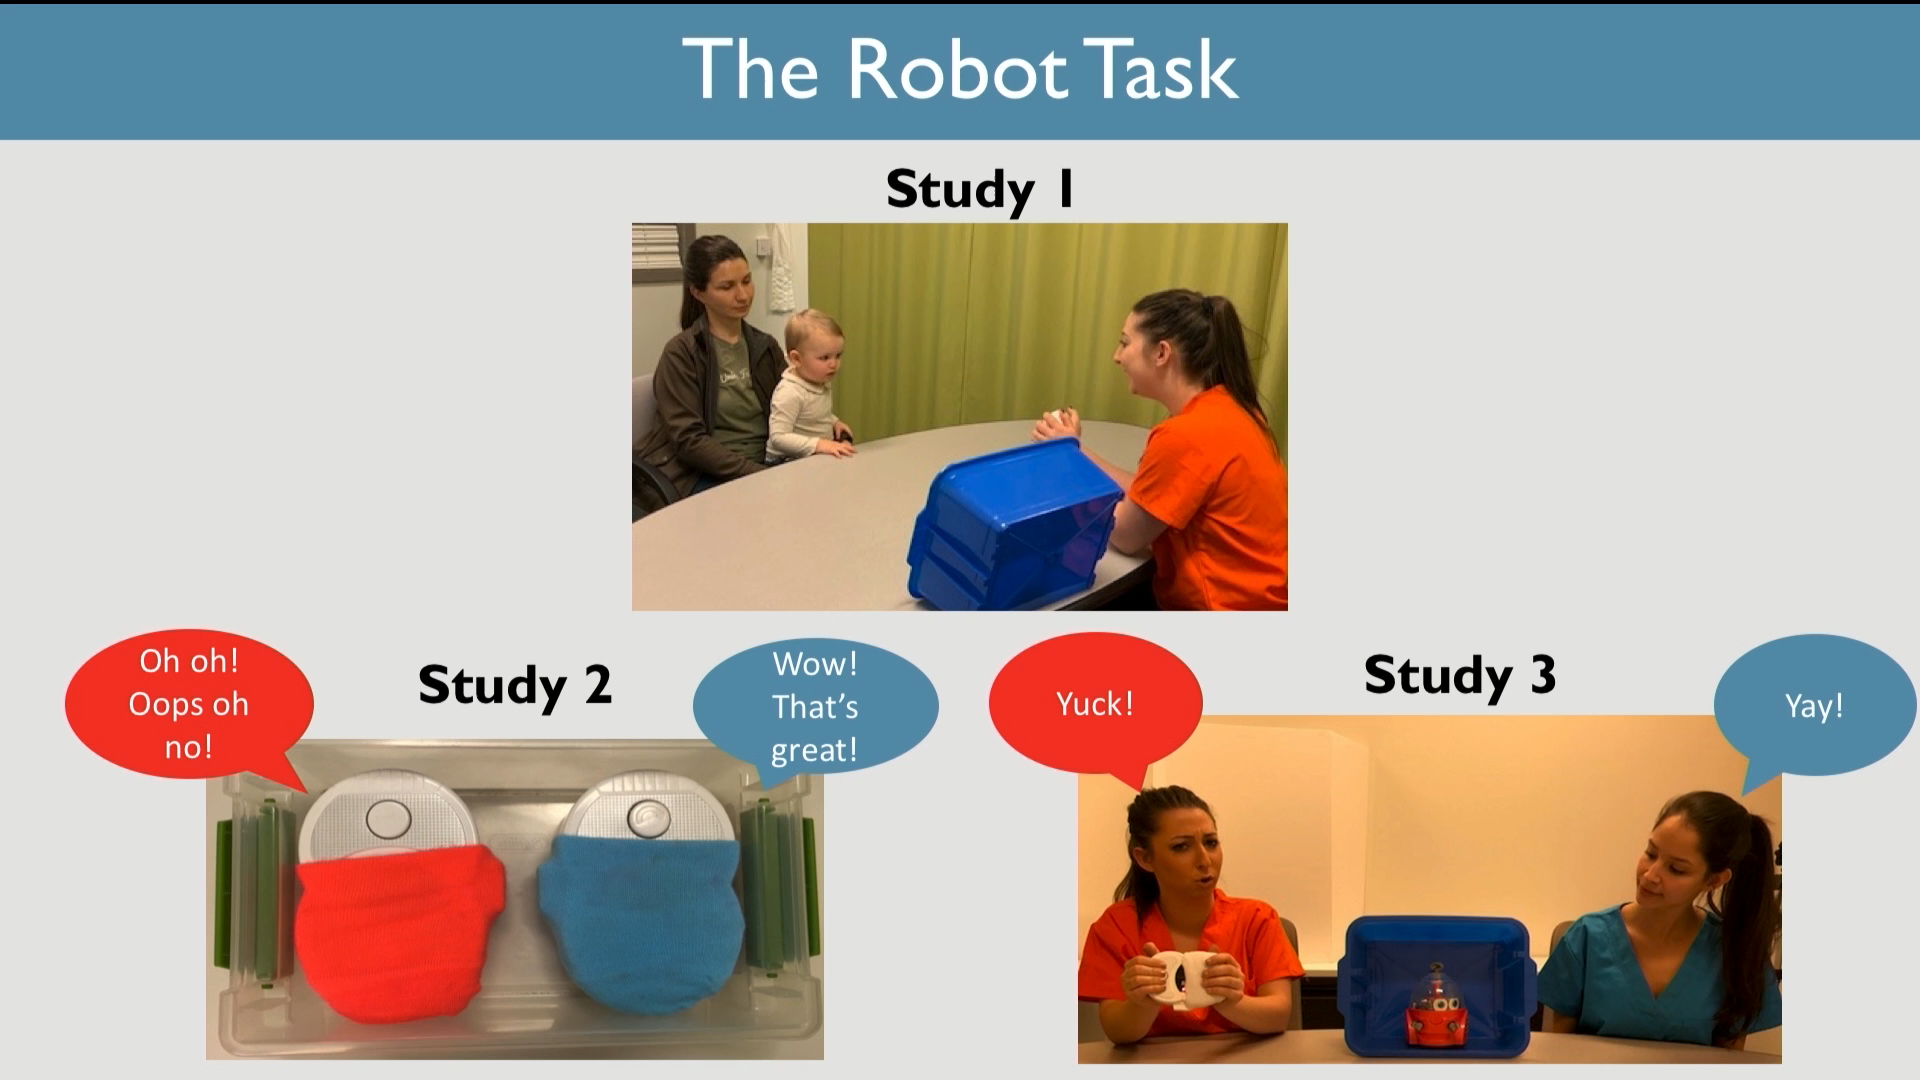 The Robot Task
Study 1
Oh oh!
Oops oh
no!
Study 2
Wow!
That's
great!
Yuck!
Study 3
Yay!